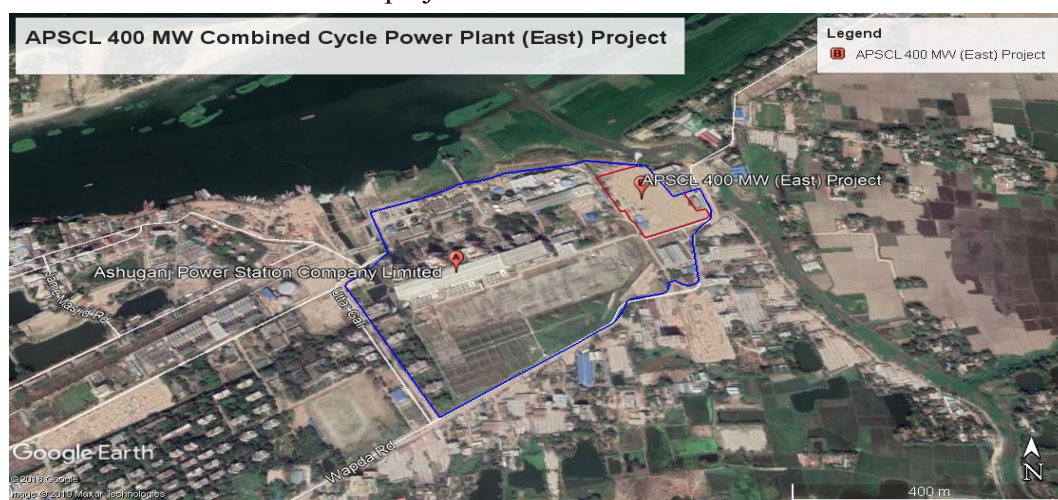 APSCL 400 MW Combined Cycle Power Plant (East) Project
Legend
B APSCL 400 MW (East) Project
APSCL 400 MW (East) Project
A
Ashuganj Power Station Company Limited
Wapda Rd
Google Earth
© 2018 Google
Image © 2019 Maxar Technologies
400 m
N